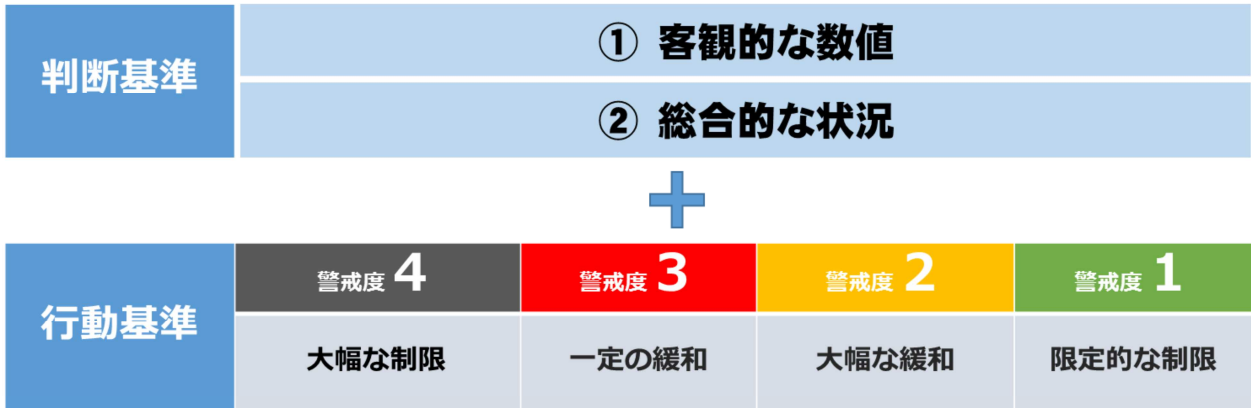 判断基準
① 客観的な数値
② 総合的な状況
行動基準
警戒度 4
警戒度 3
警戒度 2
警戒度 1
大幅な制限
一定の緩和
大幅な緩和
限定的な制限